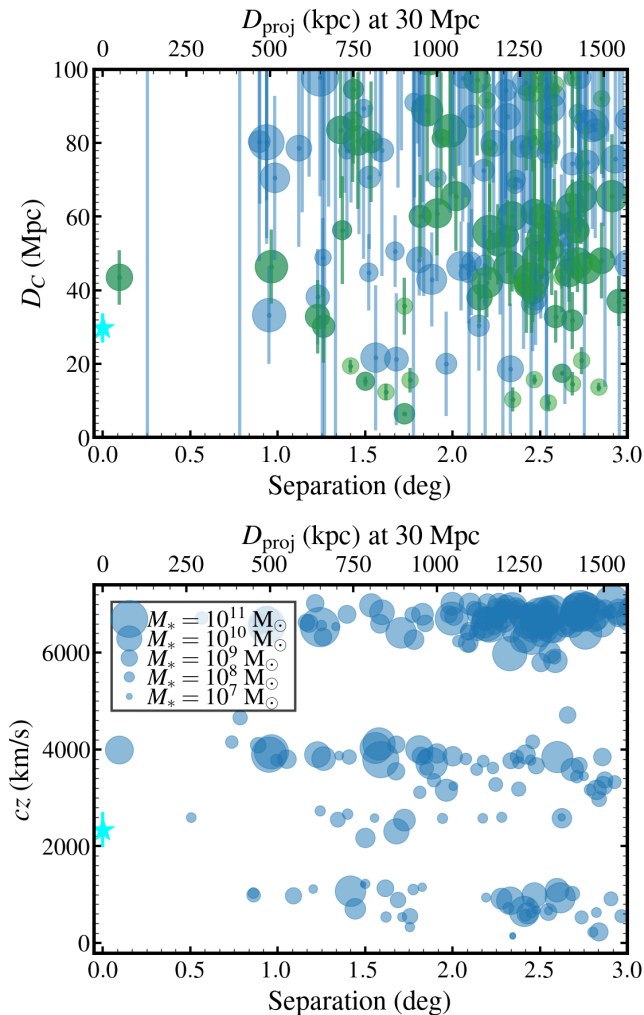 D_proj (kpc) at 30 Mpc
0 250 500 750 1000 1250 1500
100
80
60
40
20
0
D_C (Mpc)
0.0 0.5 1.0 1.5 2.0 2.5 3.0
Separation (deg)
D_proj (kpc) at 30 Mpc
0 250 500 750 1000 1250 1500
M_* = 10^11 M_⊙
M_* = 10^10 M_⊙
M_* = 10^9 M_⊙
M_* = 10^8 M_⊙
M_* = 10^7 M_⊙
6000
4000
2000
0
cz (km/s)
0.0 0.5 1.0 1.5 2.0 2.5 3.0
Separation (deg)